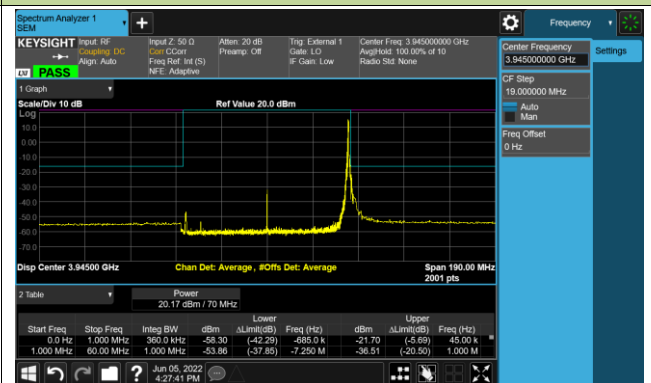 Spectrum Analyzer 1
SEM
Frequency
KEYSIGHT
Input: RF
Coupling: DC
Align: Auto
Input Z: 50 Ω
Corr CCorr
Freq Ref: Int (S)
NFE: Adaptive
Atten: 20 dB
Preamp: Off
Trig: External 1
Gate: LO
IF Gain: Low
Center Freq: 3.945000000 GHz
Avg|Hold: 100.00% of 10
Radio Std: None
PASS
Center Frequency
3.945000000 GHz
Settings
CF Step
19.000000 MHz
Auto
Man
Freq Offset
0 Hz
1 Graph
Scale/Div 10 dB
Ref Value 20.0 dBm
Log
10.0
0.00
-10.0
-20.0
-30.0
-40.0
-50.0
-60.0
-70.0
Disp Center 3.94500 GHz
Chan Det: Average, #Offs Det: Average
Span 190.00 MHz
2001 pts
2 Table
Power
20.17 dBm / 70 MHz
Lower Upper
Start Freq Stop Freq Integ BW dBm ΔLimit(dB) Freq (Hz) dBm ΔLimit(dB) Freq (Hz)
0.0 Hz 1.000 MHz 360.0 kHz -58.30 (-42.29) -685.0 k -21.70 (-5.69) 45.00 k
1.000 MHz 60.00 MHz 1.000 MHz -53.86 (-37.85) -7.250 M -36.51 (-20.50) 1.000 M
?
Jun 05, 2022
4:27:41 PM